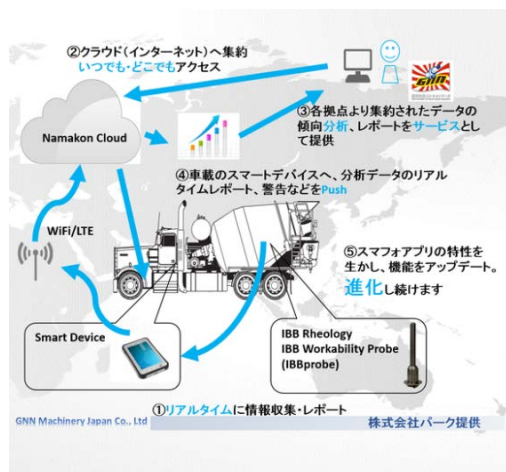 ②クラウド(インターネット)へ集約
いつでも・どこでもアクセス
Namakon Cloud
GNN
③各拠点より集約されたデータの
傾向分析、レポートをサービスとし
て提供
④車載のスマートデバイスへ、分析データのリアル
タイムレポート、警告などをPush
WiFi/LTE
⑤スマフォアプリの特性を
生かし、機能をアップデート。
進化し続けます
Smart Device
IBB Rheology
IBB Workability Probe
(IBBprobe)
①リアルタイムに情報収集・レポート
GNN Machinery Japan Co., Ltd
株式会社パーク提供